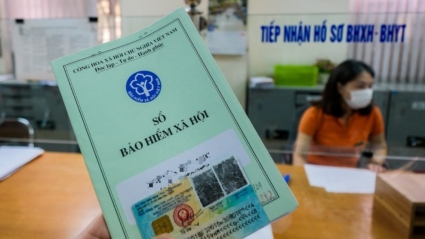 TIẾP NHẬN HỒ SƠ BHXH - BHYT
CỘNG HÒA XÃ HỘI CHỦ NGHĨA VIỆT NAM
Độc lập - Tự do - Hạnh phúc
SỔ
BẢO HIỂM XÃ HỘI